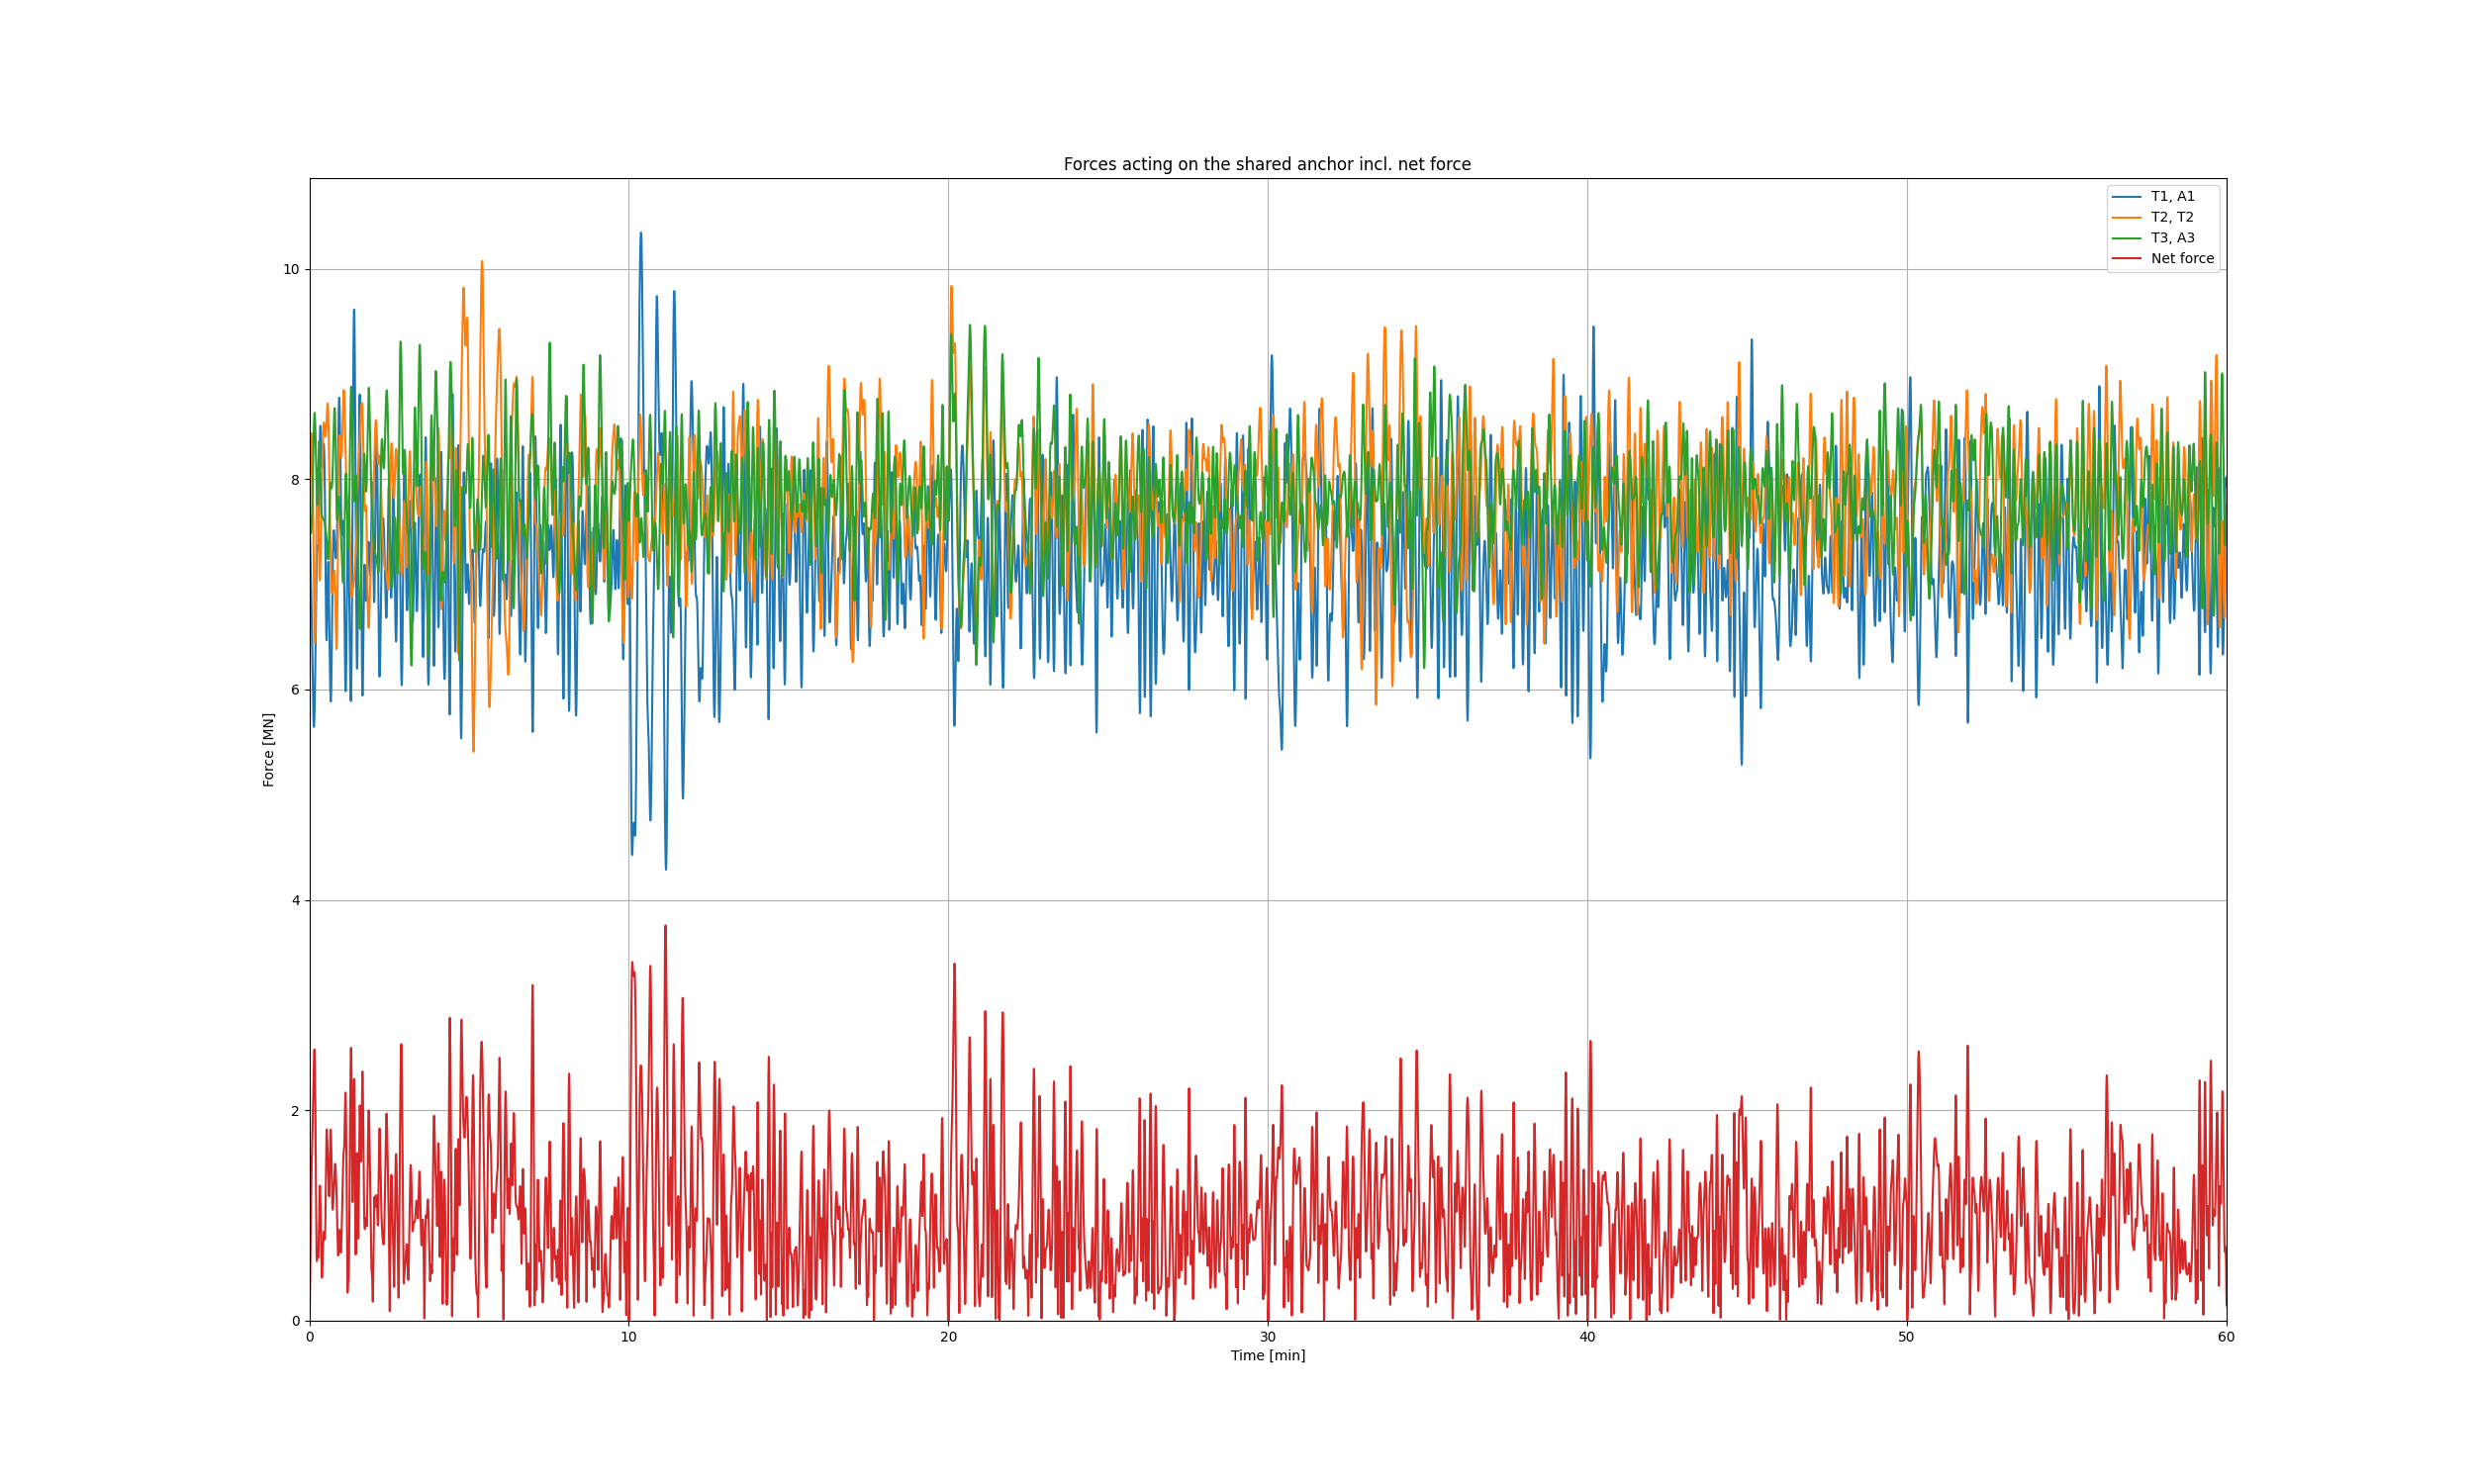 Forces acting on the shared anchor incl. net force
T1, A1
T2, T2
T3, A3
Net force
10
8
6
4
2
0
Force [MN]
0 10 20 30 40 50 60
Time [min]